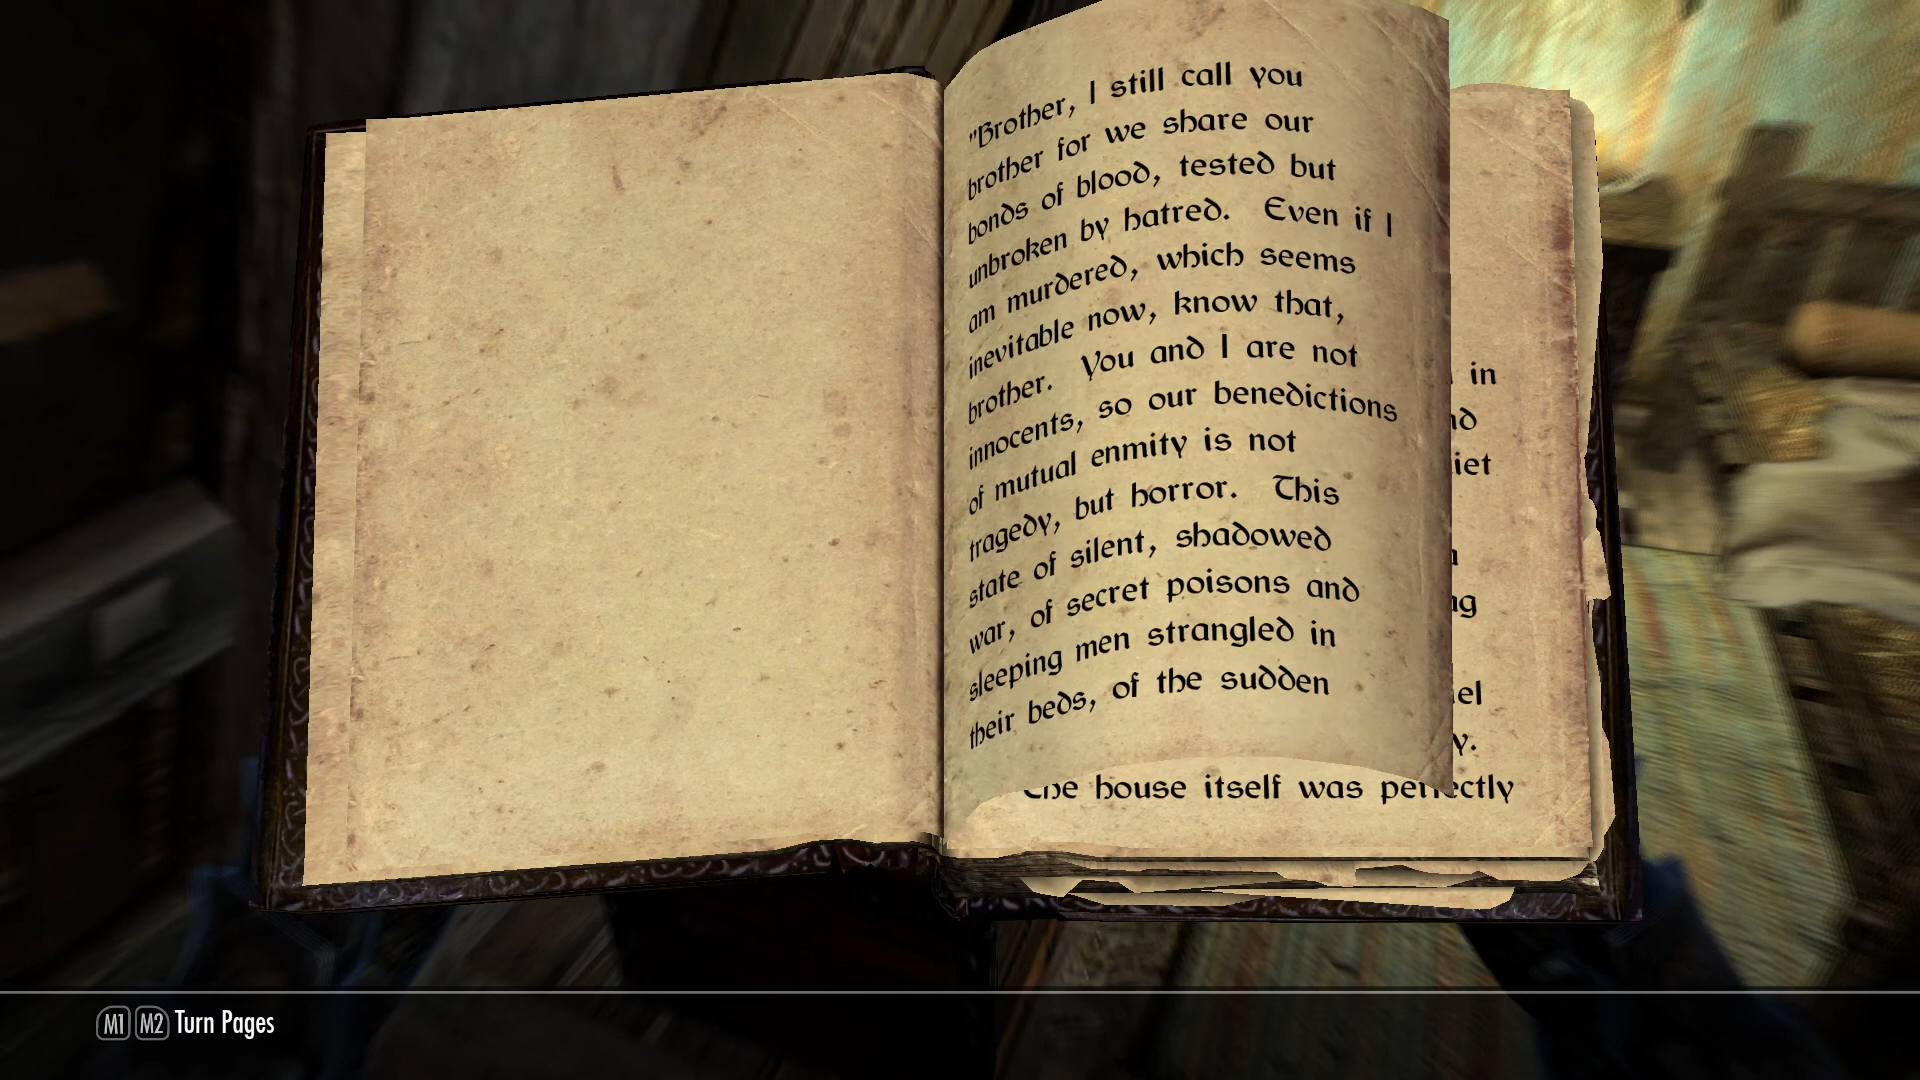 "Brother, I still call you
brother for we share our
bonds of blood, tested but
unbroken by hatred. Even if I
am murdered, which seems
inevitable now, know that,
brother. You and I are not
innocents, so our benedictions
of mutual enmity is not
tragedy, but horror. This
state of silent, shadowed
war, of secret poisons and
sleeping men strangled in
their beds, of the sudden
in
The house itself was perfectly
M1 M2 Turn Pages